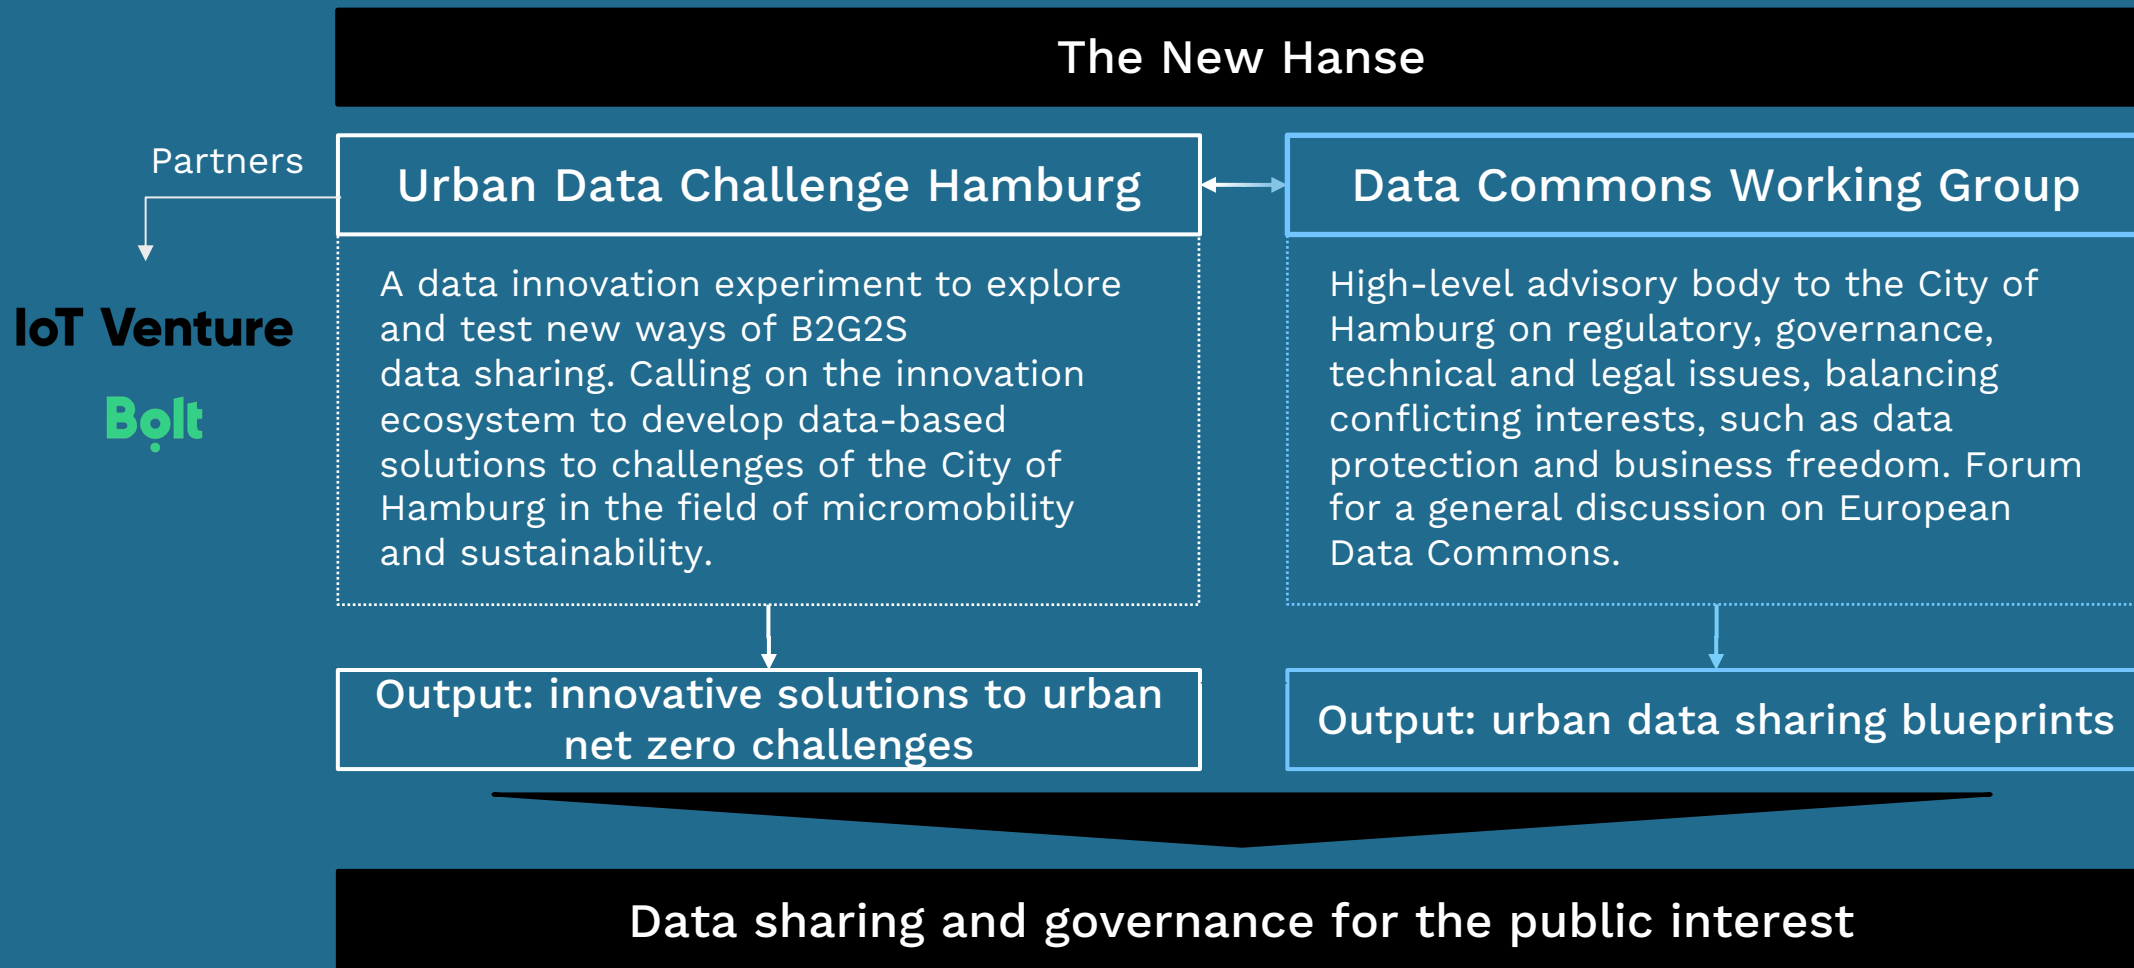 The New Hanse
Partners
IoT Venture
Bolt
Urban Data Challenge Hamburg
A data innovation experiment to explore
and test new ways of B2G2S
data sharing. Calling on the innovation
ecosystem to develop data-based
solutions to challenges of the City of
Hamburg in the field of micromobility
and sustainability.
Output: innovative solutions to urban
net zero challenges
Data Commons Working Group
High-level advisory body to the City of
Hamburg on regulatory, governance,
technical and legal issues, balancing
conflicting interests, such as data
protection and business freedom. Forum
for a general discussion on European
Data Commons.
Output: urban data sharing blueprints
Data sharing and governance for the public interest